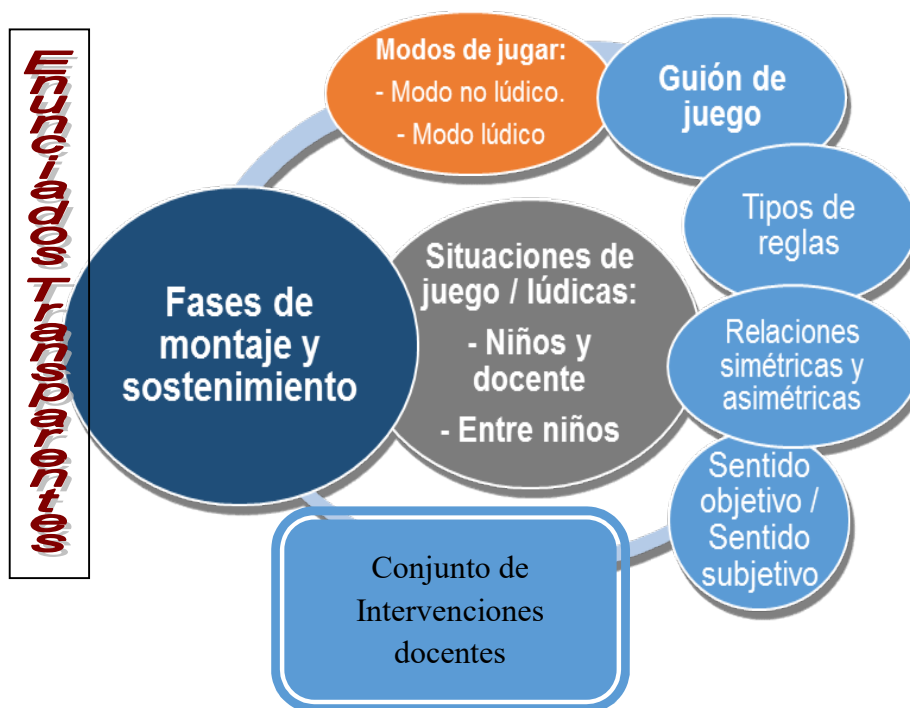 Enunciados Transparentes
Modos de jugar:
- Modo no lúdico.
- Modo lúdico
Guión de
juego
Tipos de
reglas
Relaciones
simétricas y
asimétricas
Sentido
objetivo /
Sentido
subjetivo
Situaciones de
juego / lúdicas:
- Niños y
docente
- Entre niños
Fases de
montaje y
sostenimiento
Conjunto de
Intervenciones
docentes